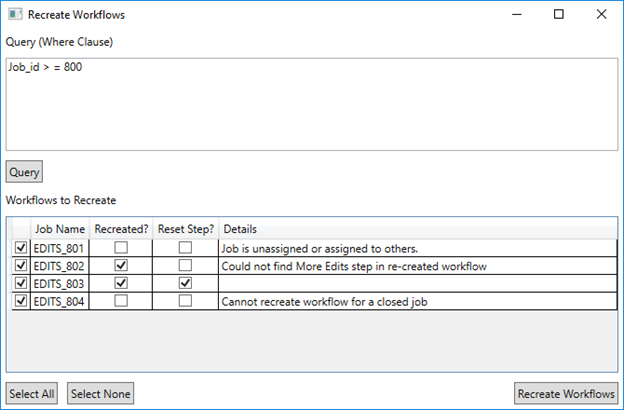 Recreate Workflows
Query (Where Clause)
Job_id > = 800
Query
Workflows to Recreate
Job Name Recreated? Reset Step? Details
EDITS_801 Job is unassigned or assigned to others.
EDITS_802 Could not find More Edits step in re-created workflow
EDITS_803
EDITS_804 Cannot recreate workflow for a closed job
Select All Select None Recreate Workflows